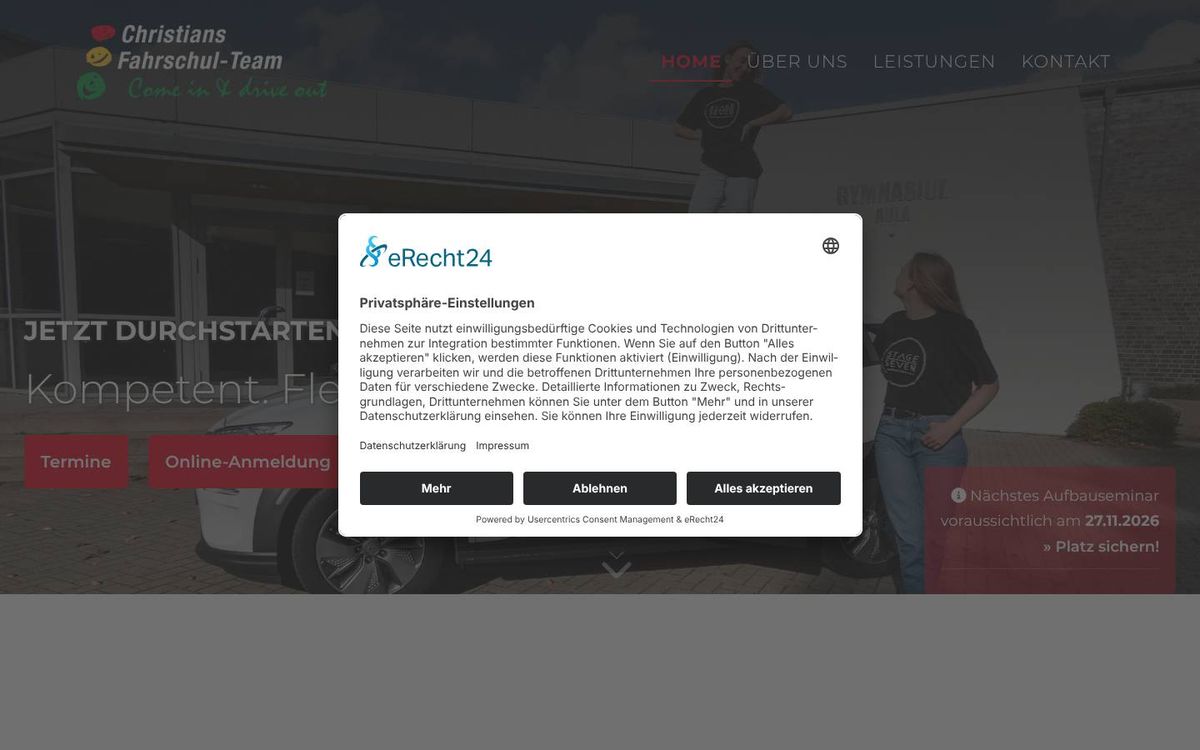 Christians
Fahrschul-Team
Come in & drive out
HOME ÜBER UNS LEISTUNGEN KONTAKT
GYMNASIUM
AULA
STAGE
SEVEN
JETZT DURCHSTARTEN
Kompetent. Fle
Termine
Online-Anmeldung
eRecht24
Privatsphäre-Einstellungen
Diese Seite nutzt einwilligungsbedürftige Cookies und Technologien von Drittunter-
nehmen zur Integration bestimmter Funktionen. Wenn Sie auf den Button "Alles
akzeptieren" klicken, werden diese Funktionen aktiviert (Einwilligung). Nach der Einwil-
ligung verarbeiten wir und die betroffenen Drittunternehmen Ihre personenbezogenen
Daten für verschiedene Zwecke. Detaillierte Informationen zu Zweck, Rechts-
grundlagen, Drittunternehmen können Sie unter dem Button "Mehr" und in unserer
Datenschutzerklärung einsehen. Sie können Ihre Einwilligung jederzeit widerrufen.
Datenschutzerklärung Impressum
Mehr Ablehnen Alles akzeptieren
Powered by Usercentrics Consent Management & eRecht24
Nächstes Aufbauseminar
voraussichtlich am 27.11.2026
» Platz sichern!